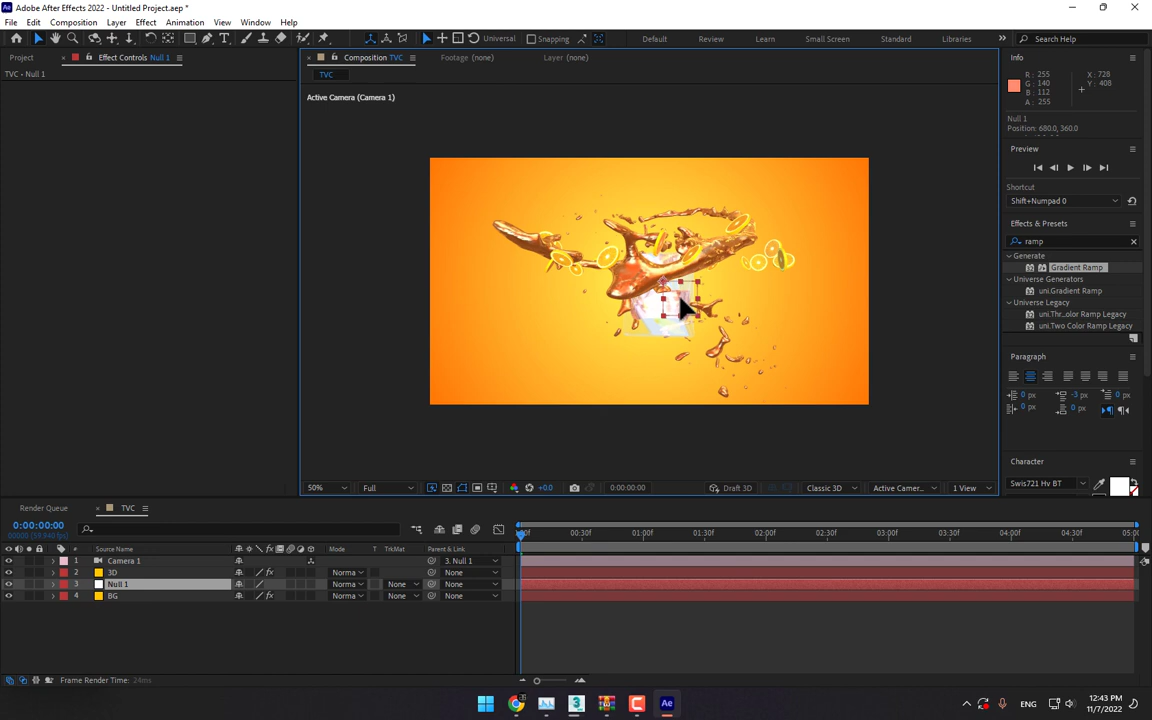 Adobe After Effects 2022 - Untitled Project.aep *
File Edit Composition Layer Effect Animation View Window Help
Universal Snapping Default Review Learn Small Screen Standard Libraries Search Help
Project Effect Controls Null 1 Composition TVC Footage (none) Layer (none) Info
TVC - Null 1
TVC
R : 255
G : 140
B : 112
A : 255
X : 728
Y : 408
Active Camera (Camera 1)
Null 1
Position: 680.0, 360.0
Preview
Shortcut
Shift+Numpad 0
Effects & Presets
ramp
Generate
Gradient Ramp
Universe Generators
uni.Gradient Ramp
Universe Legacy
uni.Thr...olor Ramp Legacy
uni.Two Color Ramp Legacy
Paragraph
0 px -3 px 0 px
0 px 0 px
Character
Swis721 Hv BT
50% Full +0.0 0:00:00:00 Draft 3D Classic 3D Active Camer... 1 View
Render Queue TVC
0:00:00:00
# Source Name Mode T TrkMat Parent & Link
00f 00:30f 01:00f 01:30f 02:00f 02:30f 03:00f 03:30f 04:00f 04:30f 05:00
1 Camera 1 3. Null 1
2 3D Norma None
3 Null 1 Norma None None
4 BG Norma None None
Frame Render Time: 24ms
ENG 12:43 PM
11/7/2022